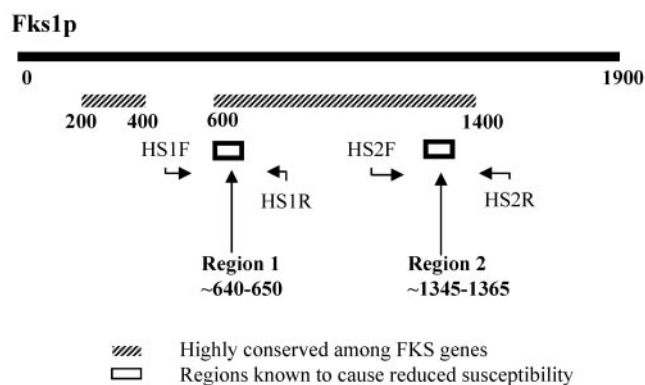 Fks1p
0 1900
200 400 600 1400
HS1F HS2F
HS1R HS2R
Region 1 Region 2
~640-650 ~1345-1365
Highly conserved among FKS genes
Regions known to cause reduced susceptibility